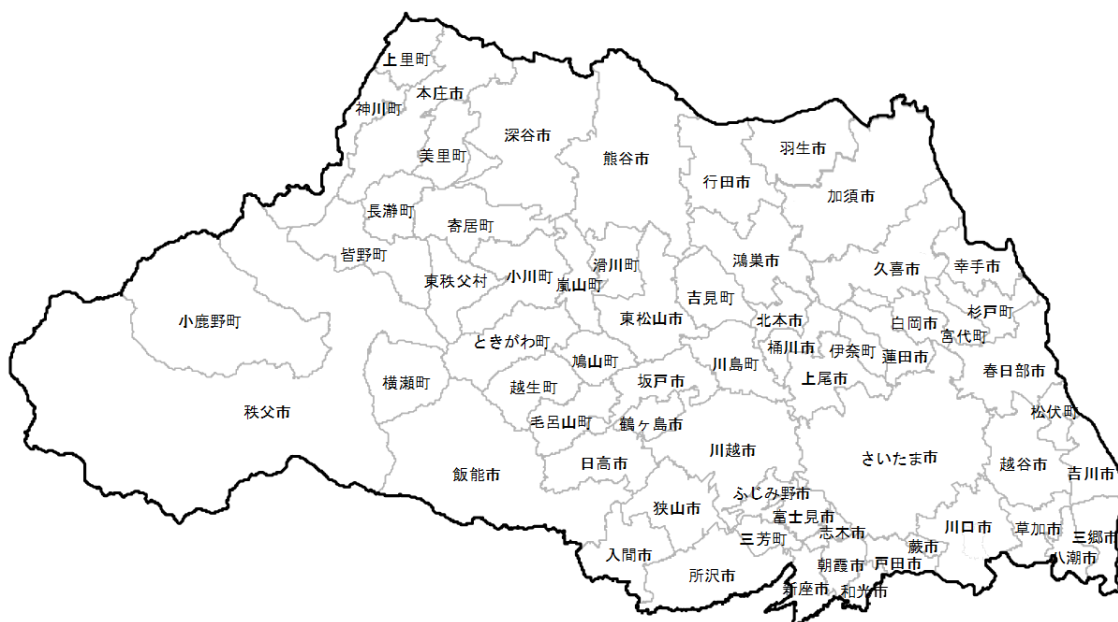 上里町
本庄市
神川町
深谷市
羽生市
美里町
熊谷市
行田市
加須市
長瀞町
寄居町
皆野町
鴻巣市
滑川町
久喜市
幸手市
東秩父村
小川町
嵐山町
吉見町
杉戸町
小鹿野町
東松山市
北本市
白岡市
宮代町
ときがわ町
桶川市
伊奈町
蓮田市
鳩山町
川島町
春日部市
横瀬町
越生町
坂戸市
上尾市
秩父市
松伏町
毛呂山町
鶴ヶ島市
川越市
さいたま市
日高市
越谷市
飯能市
吉川市
ふじみ野市
狭山市
富士見市
川口市
草加市
三芳町
志木市
三郷市
入間市
蕨市
八潮市
所沢市
朝霞市
戸田市
新座市
和光市